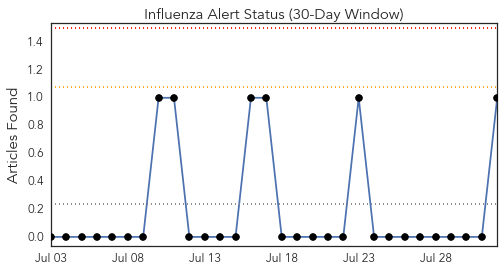 Influenza Alert Status (30-Day Window)
Articles Found
1.4
1.2
1.0
0.8
0.6
0.4
0.2
0.0
Jul 03 Jul 08 Jul 13 Jul 18 Jul 23 Jul 28